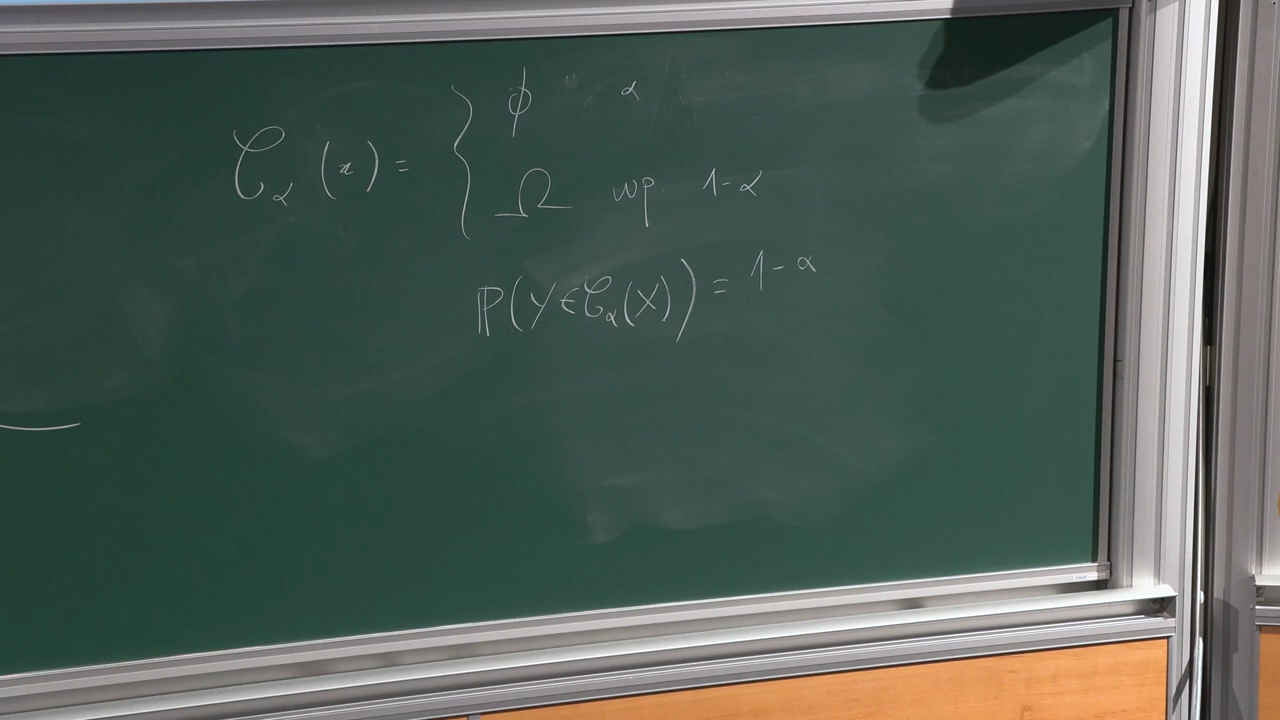 𝒞_α (x) = { ϕ " α
Ω wp. 1-α
ℙ(Y ∈ 𝒞_α(X)) = 1-α